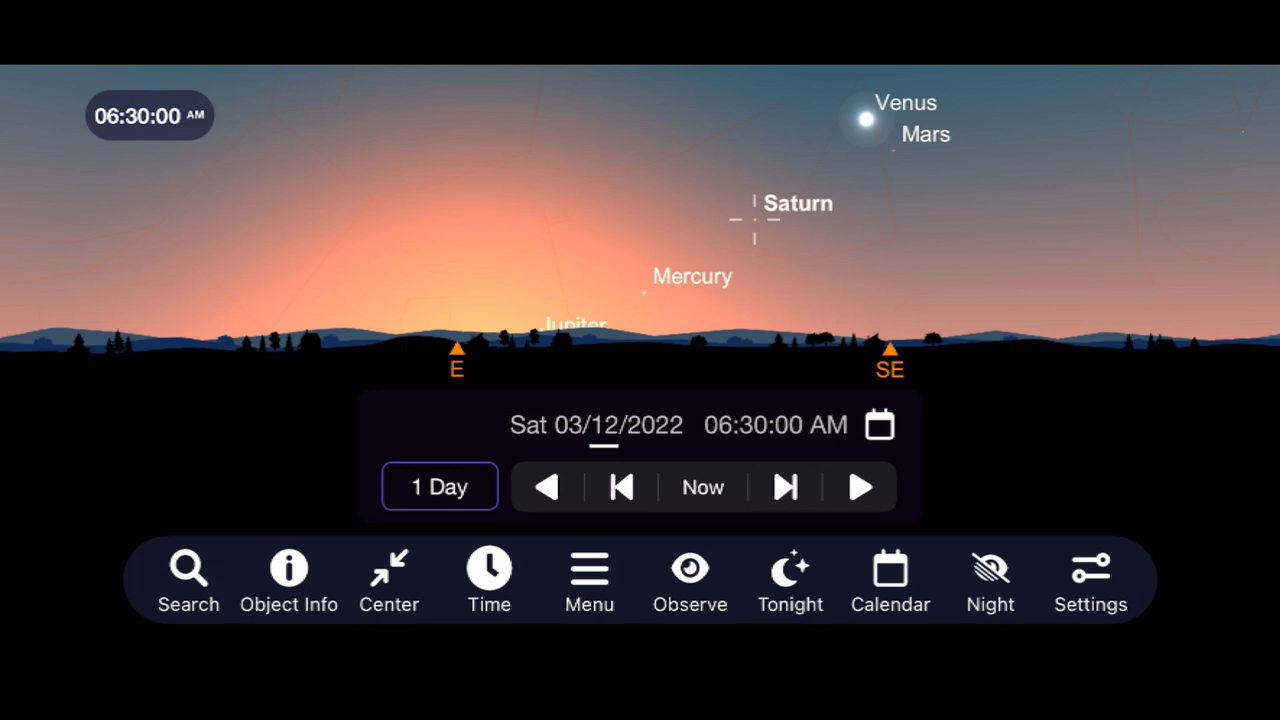 06:30:00 AM
Venus
Mars
Saturn
Mercury
Jupiter
E
SE
Sat 03/12/2022 06:30:00 AM
1 Day
Now
Search Object Info Center Time Menu Observe Tonight Calendar Night Settings